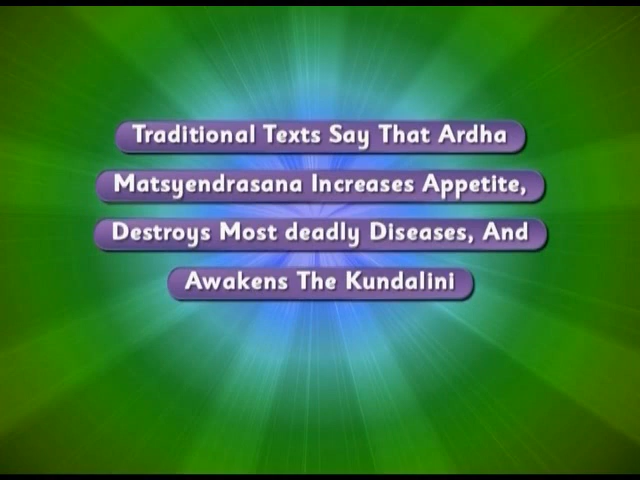 Traditional Texts Say That Ardha
Matsyendrasana Increases Appetite,
Destroys Most deadly Diseases, And
Awakens The Kundalini